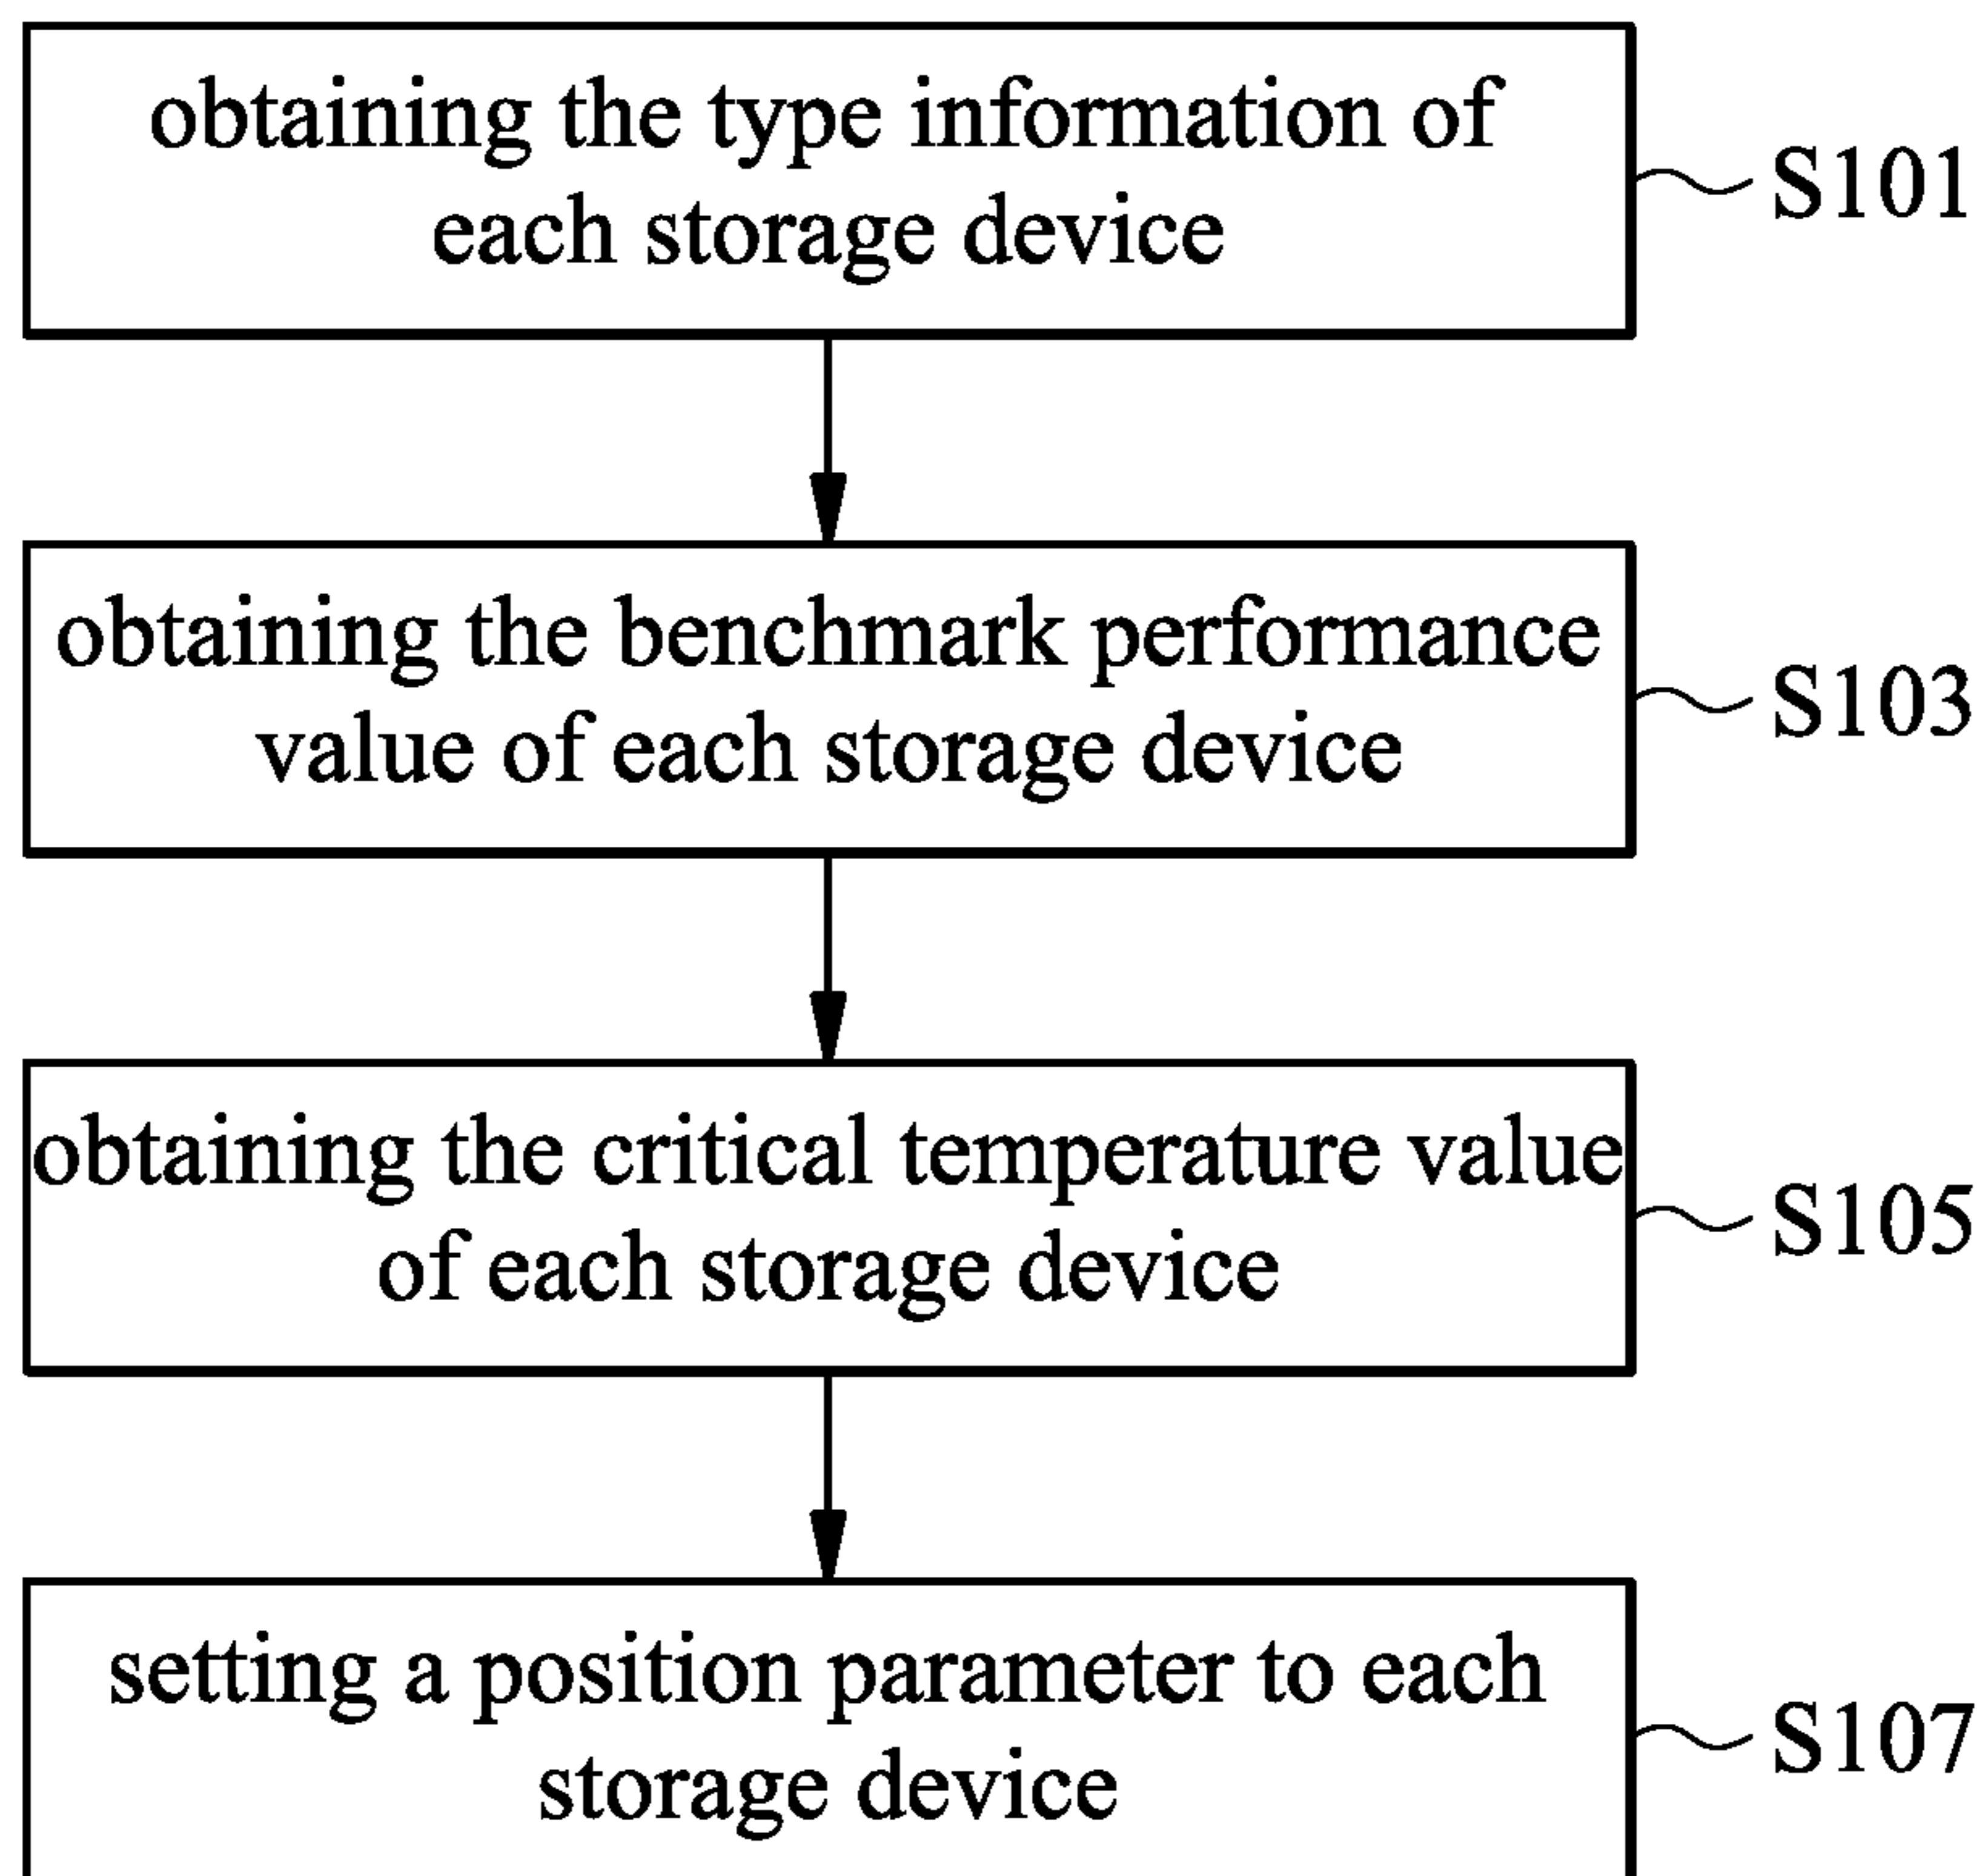 obtaining the type information of
each storage device
S101
obtaining the benchmark performance
value of each storage device
S103
obtaining the critical temperature value
of each storage device
S105
setting a position parameter to each
storage device
S107